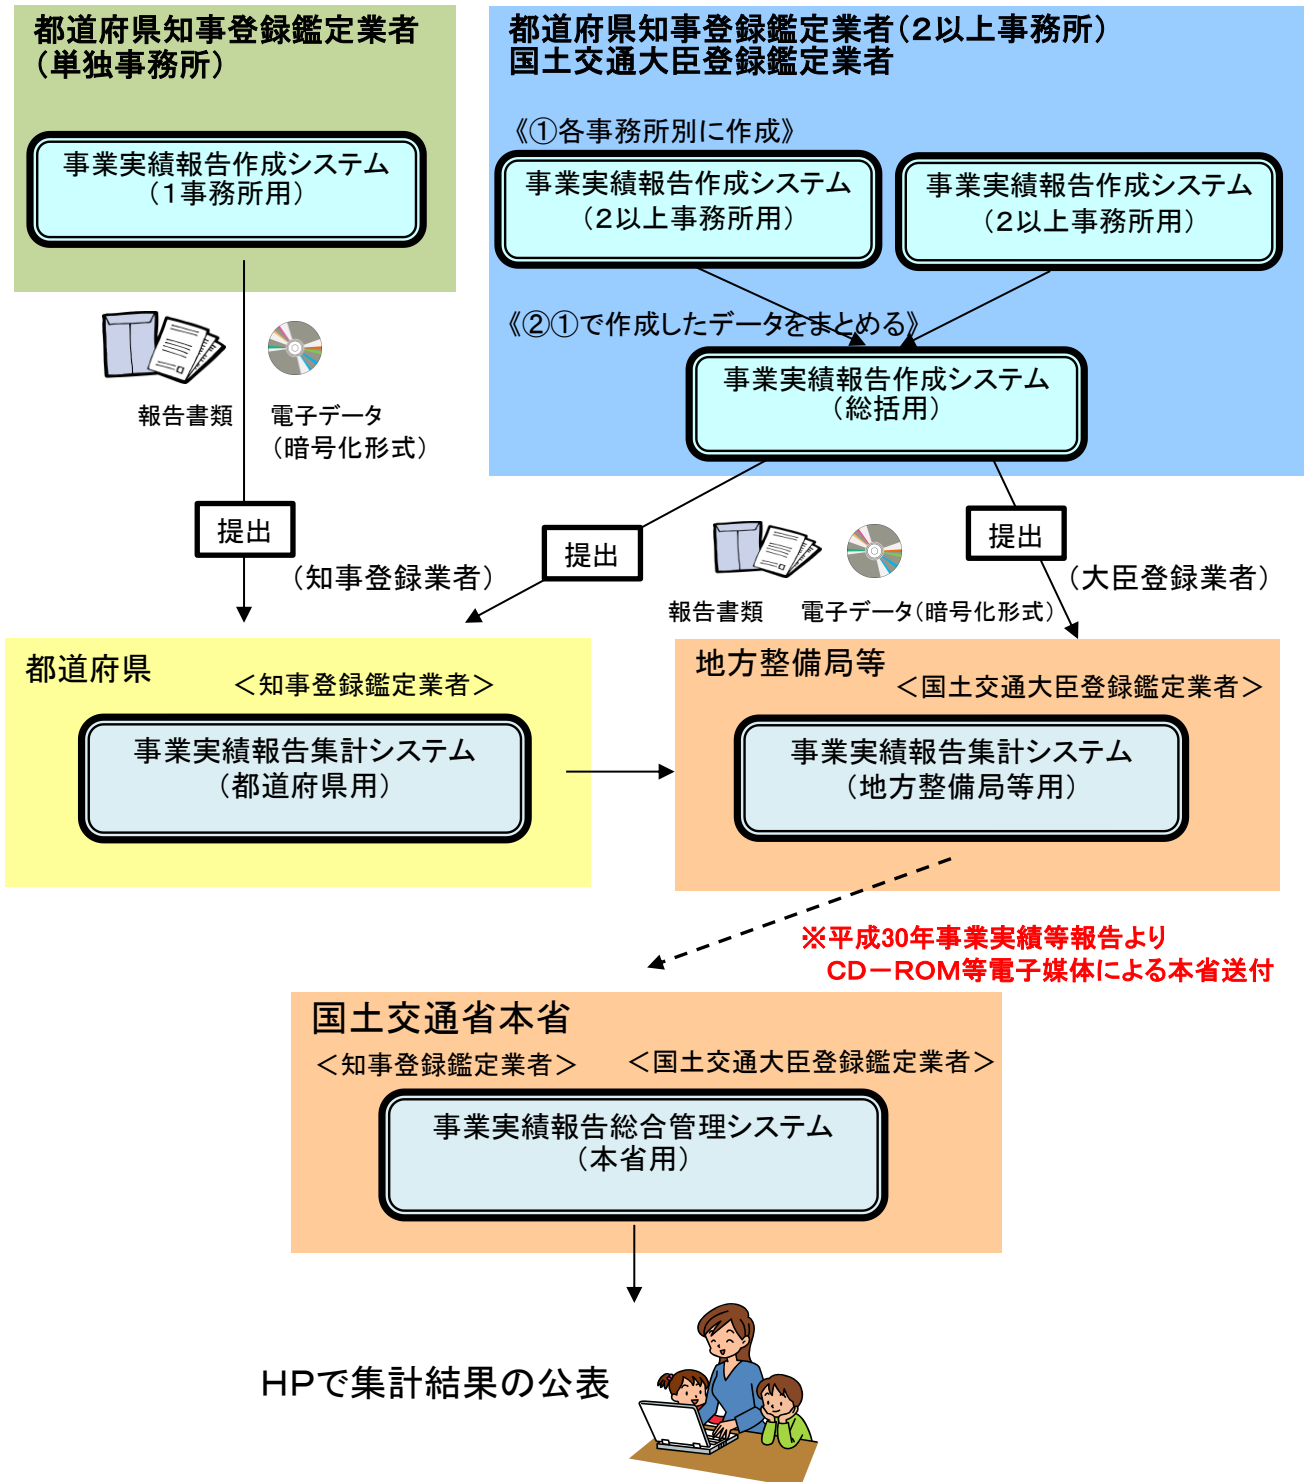 都道府県知事登録鑑定業者
(単独事務所)
事業実績報告作成システム
(1事務所用)
都道府県知事登録鑑定業者(2以上事務所)
国土交通大臣登録鑑定業者
《①各事務所別に作成》
事業実績報告作成システム
(2以上事務所用)
事業実績報告作成システム
(2以上事務所用)
《②①で作成したデータをまとめる》
事業実績報告作成システム
(総括用)
報告書類
電子データ
(暗号化形式)
提出
(知事登録業者)
提出
提出
(大臣登録業者)
報告書類
電子データ(暗号化形式)
都道府県
<知事登録鑑定業者>
事業実績報告集計システム
(都道府県用)
地方整備局等
<国土交通大臣登録鑑定業者>
事業実績報告集計システム
(地方整備局等用)
※平成30年事業実績等報告より
CD-ROM等電子媒体による本省送付
国土交通省本省
<知事登録鑑定業者>
<国土交通大臣登録鑑定業者>
事業実績報告総合管理システム
(本省用)
HPで集計結果の公表